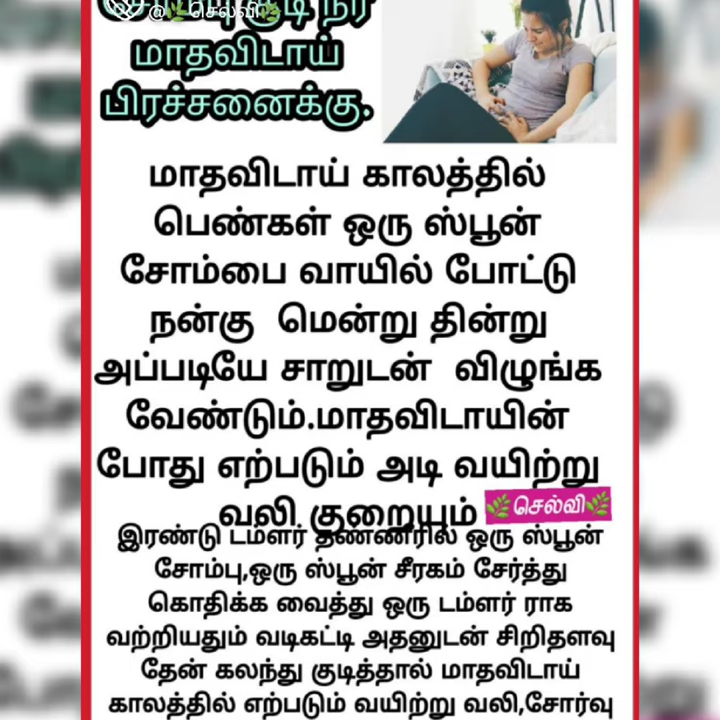 @🌿செல்வி🌿
மாதவிடாய்
பிரச்சனைக்கு.
மாதவிடாய் காலத்தில்
பெண்கள் ஒரு ஸ்பூன்
சோம்பை வாயில் போட்டு
நன்கு மென்று தின்று
அப்படியே சாறுடன் விழுங்க
வேண்டும்.மாதவிடாயின்
போது எற்படும் அடி வயிற்று
வலி குறையும் 🌿செல்வி🌿
இரண்டு டம்ளர் தண்ணீரில் ஒரு ஸ்பூன்
சோம்பு,ஒரு ஸ்பூன் சீரகம் சேர்த்து
கொதிக்க வைத்து ஒரு டம்ளர் ராக
வற்றியதும் வடிகட்டி அதனுடன் சிறிதளவு
தேன் கலந்து குடித்தால் மாதவிடாய்
காலத்தில் எற்படும் வயிற்று வலி,சோர்வு